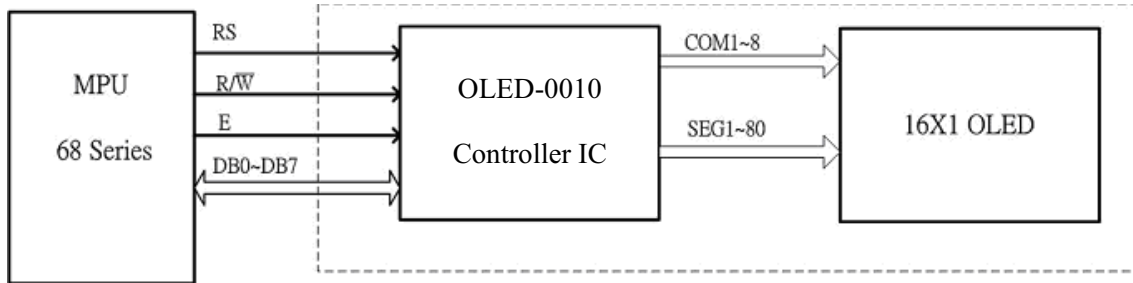 MPU
68 Series
RS
R/W̅
E
DB0~DB7
OLED-0010
Controller IC
COM1~8
SEG1~80
16X1 OLED